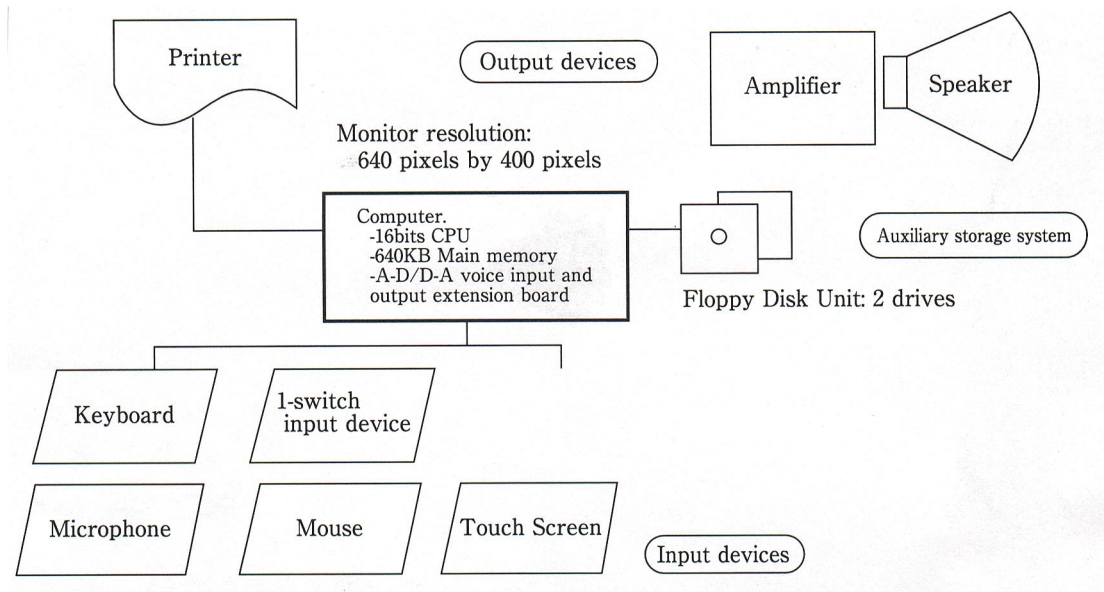 Printer
Output devices
Amplifier
Speaker
Monitor resolution:
640 pixels by 400 pixels
Computer.
-16bits CPU
-640KB Main memory
-A-D/D-A voice input and
output extension board
Auxiliary storage system
Floppy Disk Unit: 2 drives
Keyboard
1-switch
input device
Microphone
Mouse
Touch Screen
Input devices